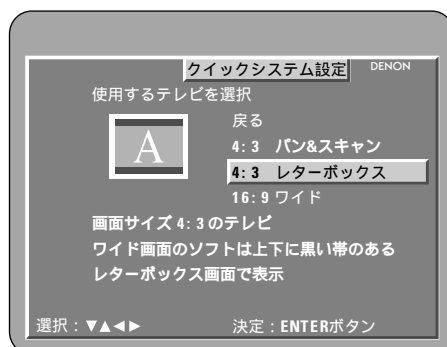 クイックシステム設定 DENON
使用するテレビを選択
A
戻る
4:3 パン&スキャン
4:3 レターボックス
16:9 ワイド
画面サイズ 4:3のテレビ
ワイド画面のソフトは上下に黒い帯のある
レターボックス画面で表示
選択:▼▲◀▶ 決定:ENTERボタン